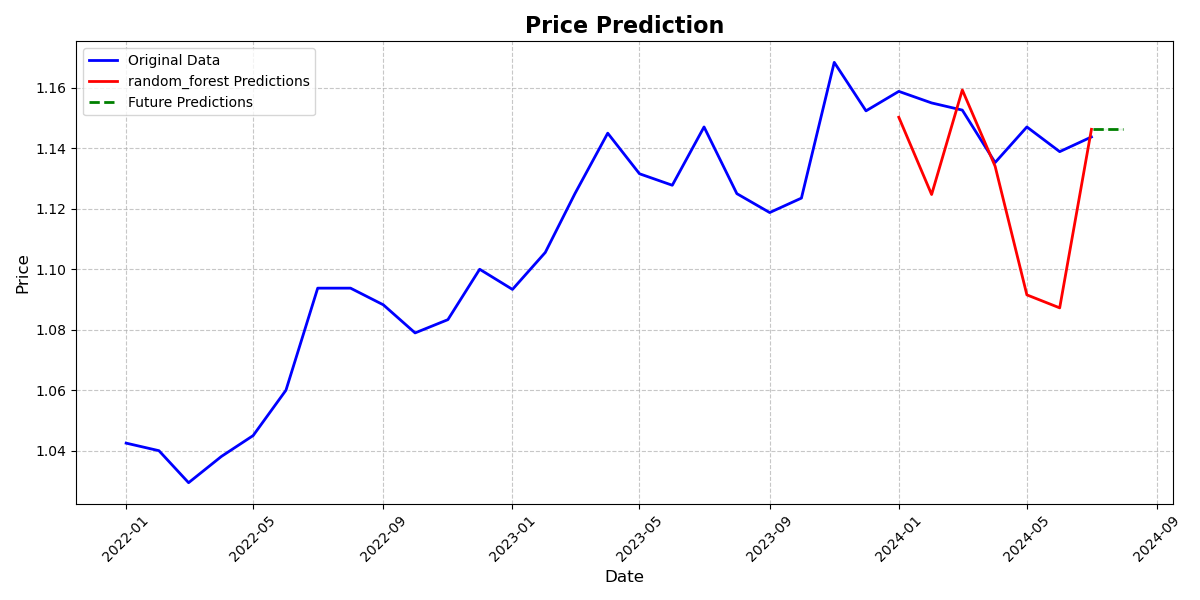 Price Prediction
Original Data
random_forest Predictions
Future Predictions
Price
1.16
1.14
1.12
1.10
1.08
1.06
1.04
2022-01
2022-05
2022-09
2023-01
2023-05
2023-09
2024-01
2024-05
2024-09
Date